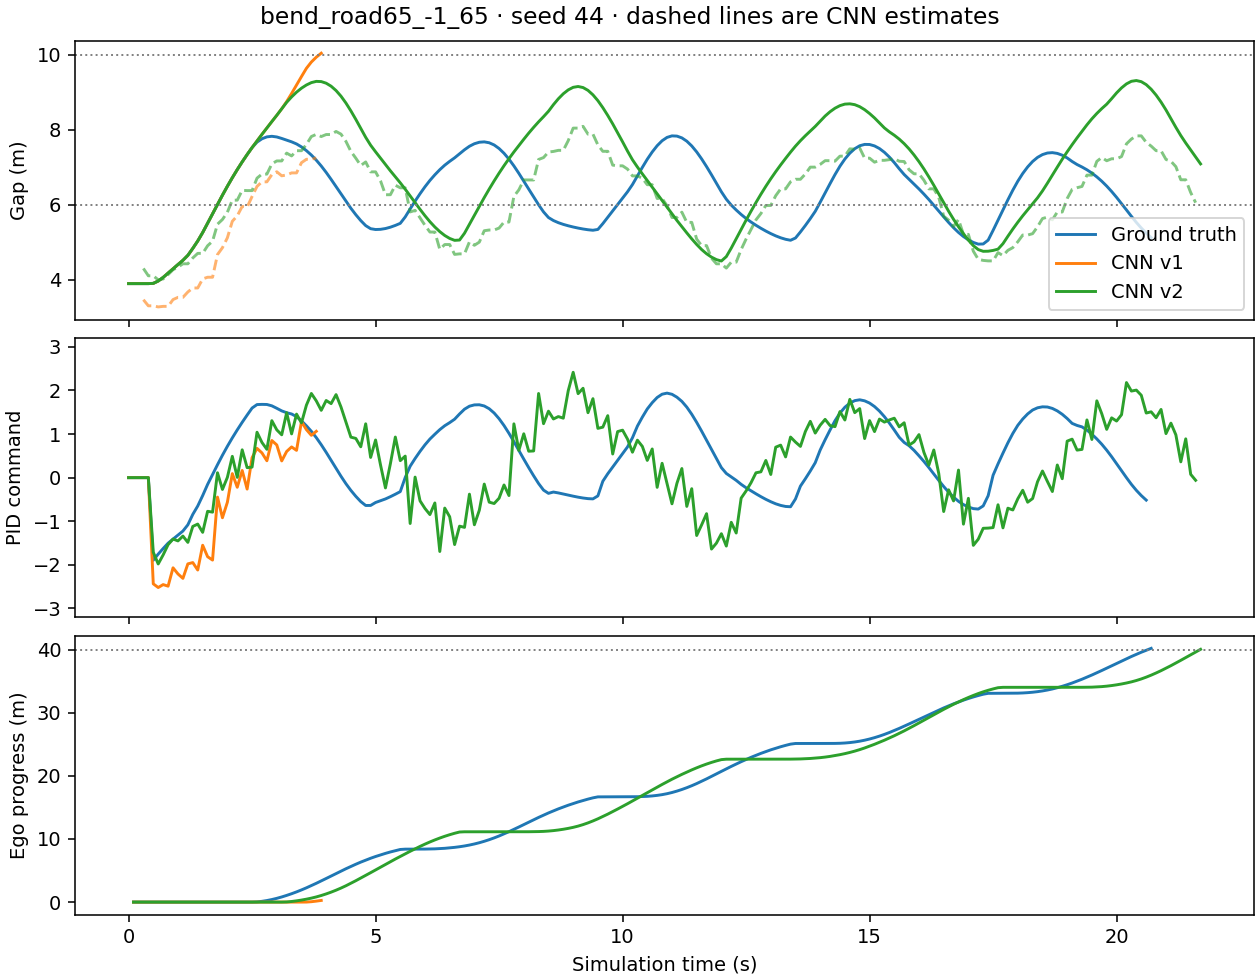 bend_road65_-1_65 · seed 44 · dashed lines are CNN estimates
10
8
6
4
Gap (m)
Ground truth
CNN v1
CNN v2
3
2
1
0
−1
−2
−3
PID command
40
30
20
10
0
Ego progress (m)
0
5
10
15
20
Simulation time (s)